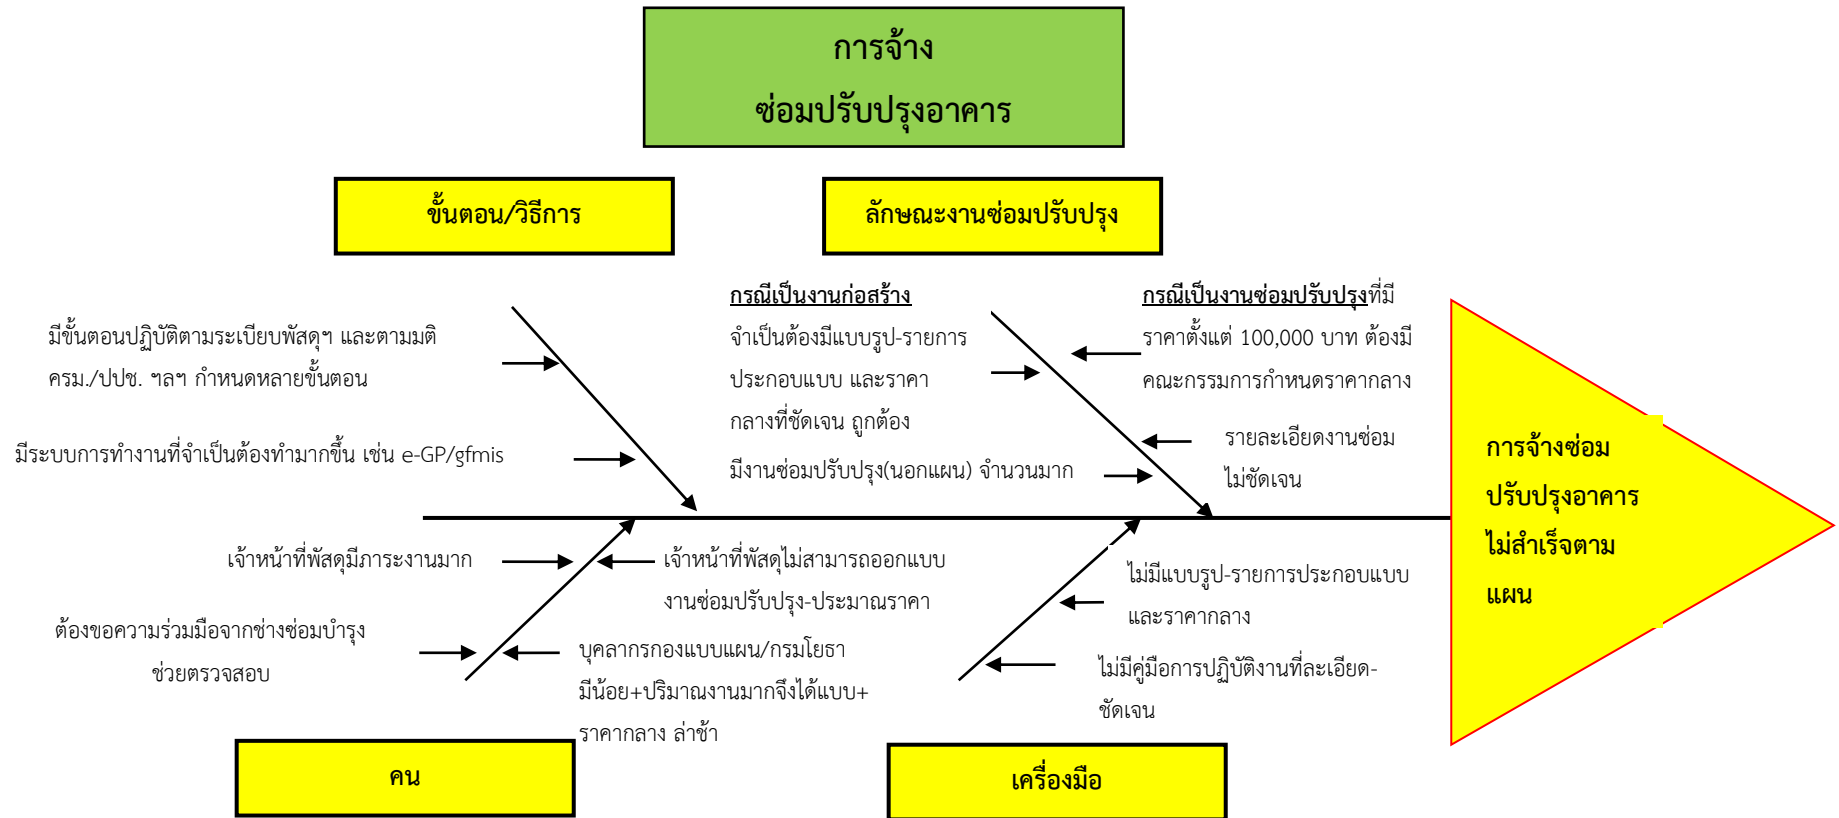 การจ้าง
ซ่อมปรับปรุงอาคาร
ขั้นตอน/วิธีการ
ลักษณะงานซ่อมปรับปรุง
มีขั้นตอนปฏิบัติตามระเบียบพัสดุฯ และตามมติ
ครม./ปปช. ฯลฯ กำหนดหลายขั้นตอน
มีระบบการทำงานที่จำเป็นต้องทำมากขึ้น เช่น e-GP/gfmis
กรณีเป็นงานก่อสร้าง
จำเป็นต้องมีแบบรูป-รายการ
ประกอบแบบ และราคา
กลางที่ชัดเจน ถูกต้อง
มีงานซ่อมปรับปรุง(นอกแผน) จำนวนมาก
กรณีเป็นงานซ่อมปรับปรุงที่มี
ราคาตั้งแต่ 100,000 บาท ต้องมี
คณะกรรมการกำหนดราคากลาง
รายละเอียดงานซ่อม
ไม่ชัดเจน
การจ้างซ่อม
ปรับปรุงอาคาร
ไม่สำเร็จตาม
แผน
เจ้าหน้าที่พัสดุมีภาระงานมาก
ต้องขอความร่วมมือจากช่างซ่อมบำรุง
ช่วยตรวจสอบ
เจ้าหน้าที่พัสดุไม่สามารถออกแบบ
งานซ่อมปรับปรุง-ประมาณราคา
บุคลากรกองแบบแผน/กรมโยธา
มีน้อย+ปริมาณงานมากจึงได้แบบ+
ราคากลาง ล่าช้า
ไม่มีแบบรูป-รายการประกอบแบบ
และราคากลาง
ไม่มีคู่มือการปฏิบัติงานที่ละเอียด-
ชัดเจน
คน
เครื่องมือ